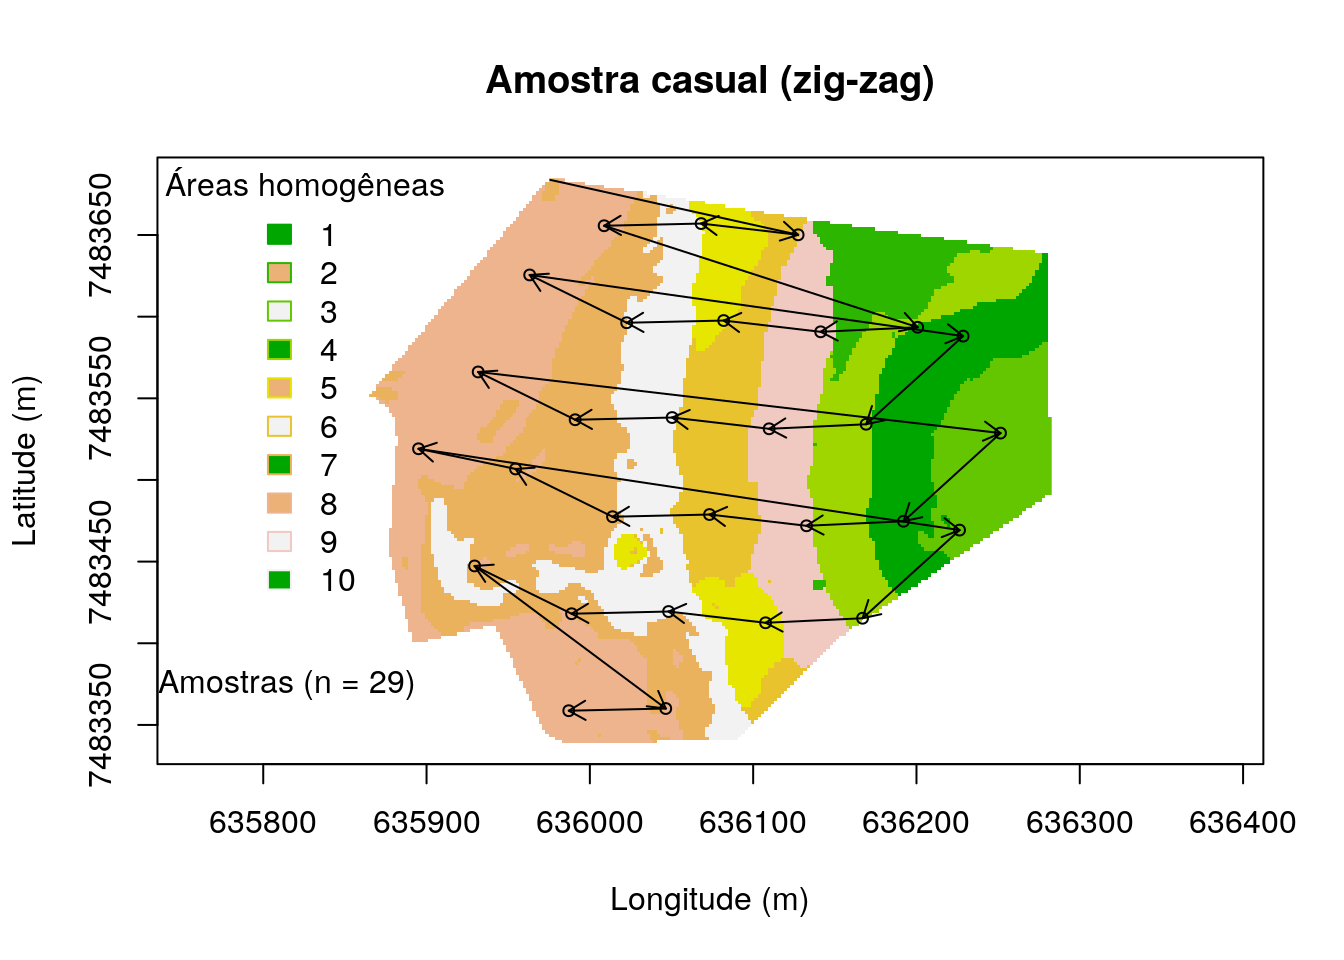 Amostra casual (zig-zag)
Áreas homogêneas
1
2
3
4
5
6
7
8
9
10
Amostras (n = 29)
Latitude (m)
7483650
7483550
7483450
7483350
635800 635900 636000 636100 636200 636300 636400
Longitude (m)